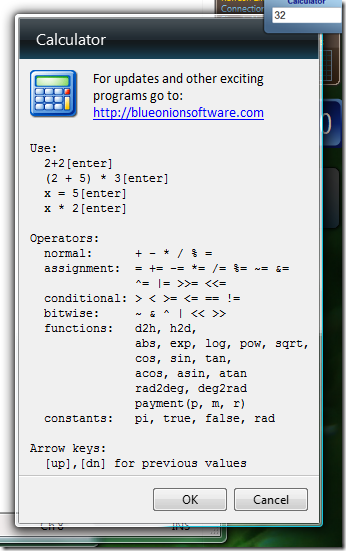 Connection
Calculator
32
Calculator
For updates and other exciting
programs go to:
http://blueonionsoftware.com
Use:
2+2[enter]
(2 + 5) * 3[enter]
x = 5[enter]
x * 2[enter]
Operators:
normal: + - * / % =
assignment: = += -= *= /= %= ~= &=
^= |= >>= <<=
conditional: > < >= <= == !=
bitwise: ~ & ^ | << >>
functions: d2h, h2d,
abs, exp, log, pow, sqrt,
cos, sin, tan,
acos, asin, atan
rad2deg, deg2rad
payment(p, m, r)
constants: pi, true, false, rad
Arrow keys:
[up],[dn] for previous values
OK Cancel
INS